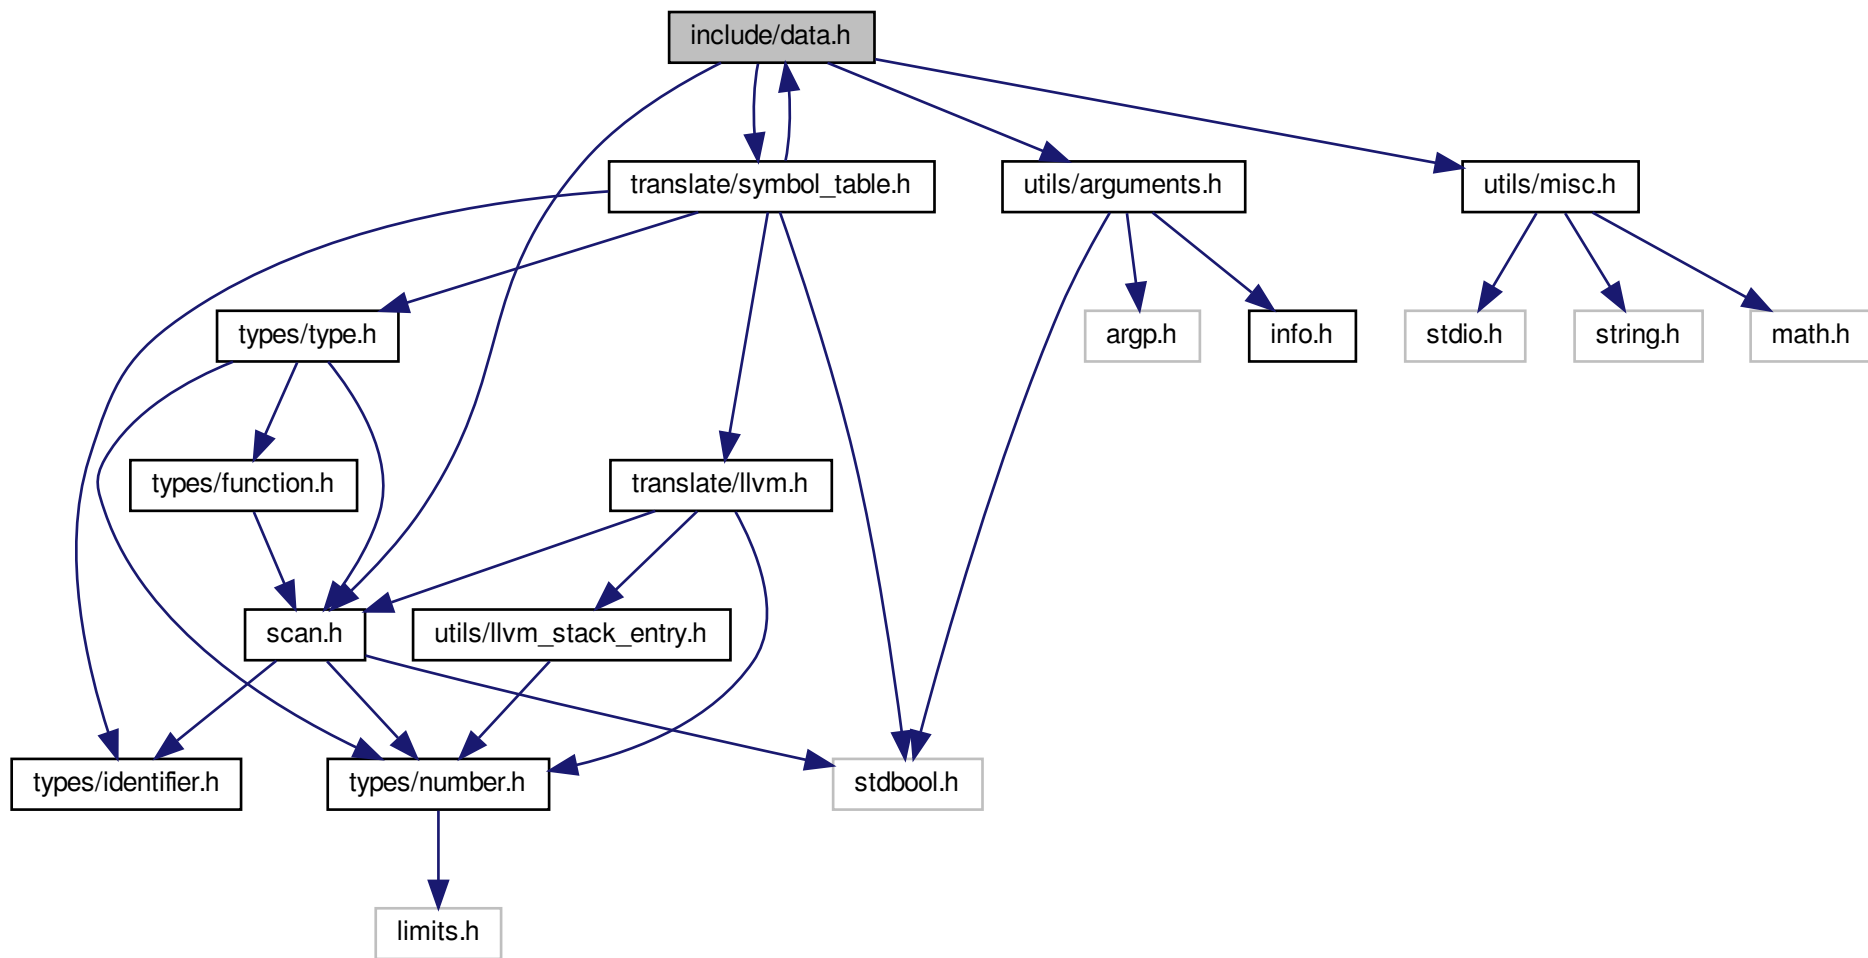 include/data.h
translate/symbol_table.h
utils/arguments.h
utils/misc.h
types/type.h
argp.h
info.h
stdio.h
string.h
math.h
types/function.h
translate/llvm.h
scan.h
utils/llvm_stack_entry.h
types/identifier.h
types/number.h
stdbool.h
limits.h